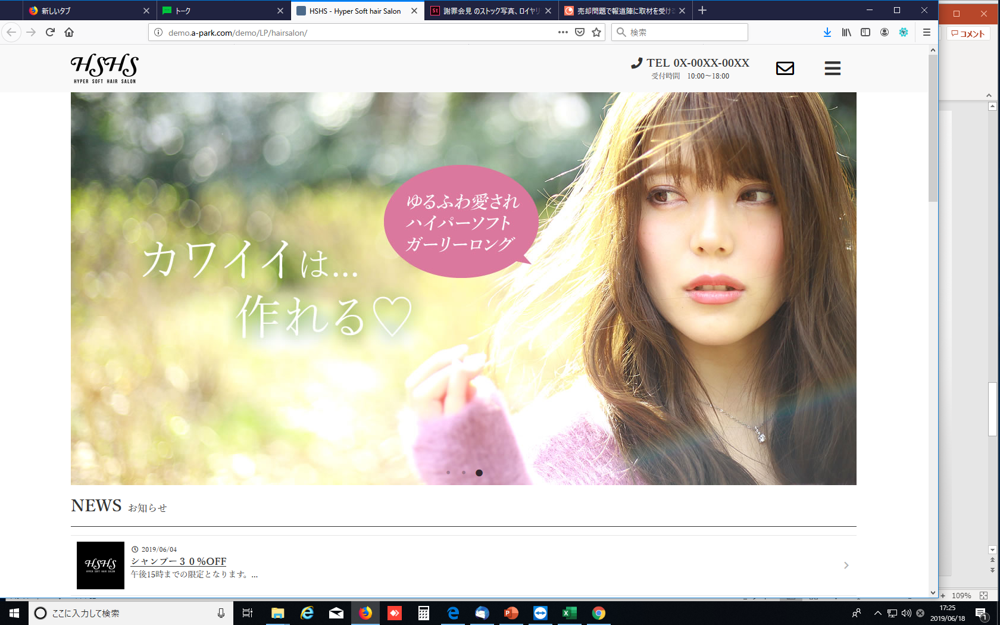 新しいタブ
トーク
HSHS - Hyper Soft hair Salon
謝罪会見 のストック写真、ロイヤリ
売却問題で報道陣に取材を受ける
コメント
demo.a-park.com/demo/LP/hairsalon/
検索
HSHS
HYPER SOFT HAIR SALON
TEL 0X-00XX-00XX
受付時間 10:00～18:00
ゆるふわ愛され
ハイパーソフト
ガーリーロング
カワイイは...
作れる♡
NEWS お知らせ
HSHS
HYPER SOFT HAIR SALON
2019/06/04
シャンプー３０%OFF
午後15時までの限定となります。...
109%
ここに入力して検索
17:25
2019/06/18
1